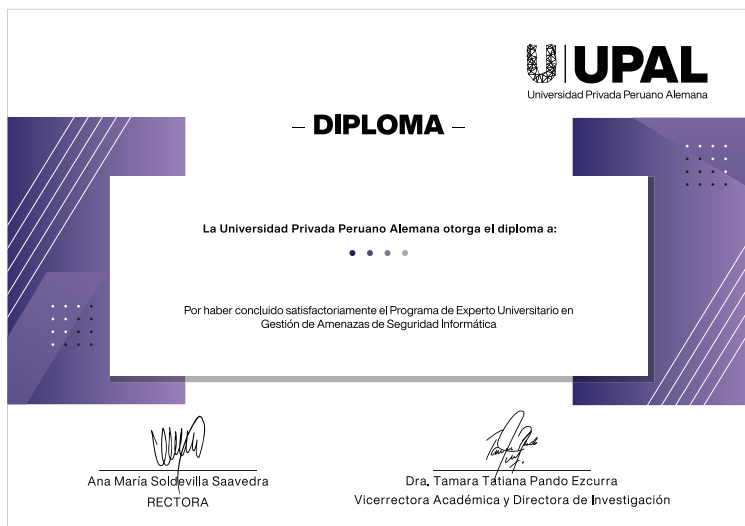 UPAL
Universidad Privada Peruano Alemana
– DIPLOMA –
La Universidad Privada Peruano Alemana otorga el diploma a:
Por haber concluido satisfactoriamente el Programa de Experto Universitario en
Gestión de Amenazas de Seguridad Informática
Ana María Soldevilla Saavedra
RECTORA
Dra. Tamara Tatiana Pando Ezcurra
Vicerrectora Académica y Directora de Investigación